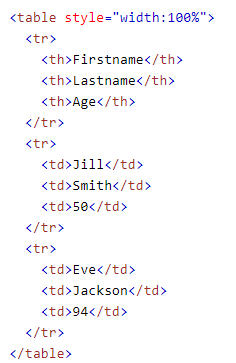 <table style="width:100%">
  <tr>
    <th>Firstname</th>
    <th>Lastname</th>
    <th>Age</th>
  </tr>
  <tr>
    <td>Jill</td>
    <td>Smith</td>
    <td>50</td>
  </tr>
  <tr>
    <td>Eve</td>
    <td>Jackson</td>
    <td>94</td>
  </tr>
</table>